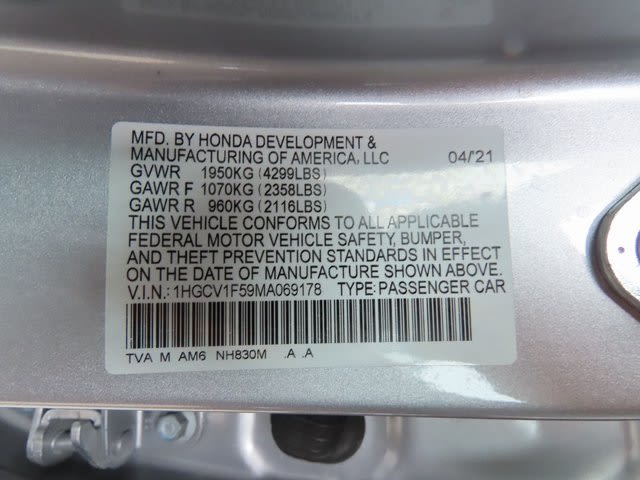 MFD. BY HONDA DEVELOPMENT &
MANUFACTURING OF AMERICA, LLC 04/21
GVWR 1950KG (4299LBS)
GAWR F 1070KG (2358LBS)
GAWR R 960KG (2116LBS)
THIS VEHICLE CONFORMS TO ALL APPLICABLE
FEDERAL MOTOR VEHICLE SAFETY, BUMPER,
AND THEFT PREVENTION STANDARDS IN EFFECT
ON THE DATE OF MANUFACTURE SHOWN ABOVE.
V.I.N.: 1HGCV1F59MA069178 TYPE: PASSENGER CAR
TVA M AM6 NH830M .A .A